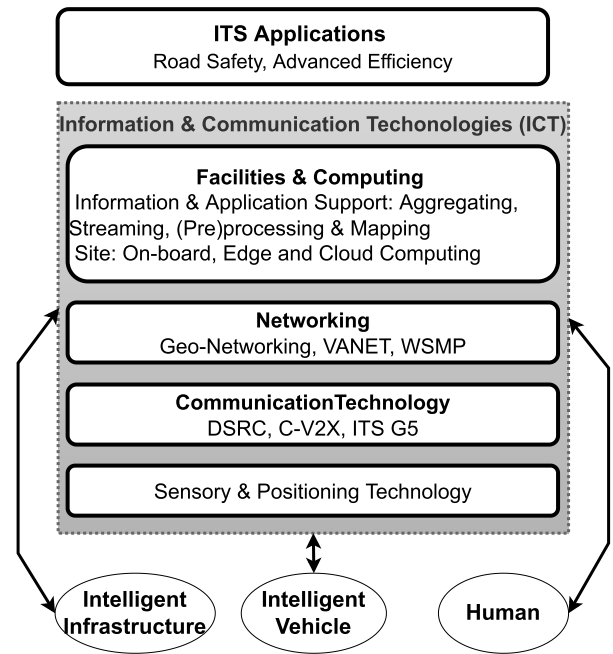 ITS Applications
Road Safety, Advanced Efficiency
Information & Communication Techonologies (ICT)
Facilities & Computing
Information & Application Support: Aggregating,
Streaming, (Pre)processing & Mapping
Site: On-board, Edge and Cloud Computing
Networking
Geo-Networking, VANET, WSMP
CommunicationTechnology
DSRC, C-V2X, ITS G5
Sensory & Positioning Technology
Intelligent
Infrastructure
Intelligent
Vehicle
Human